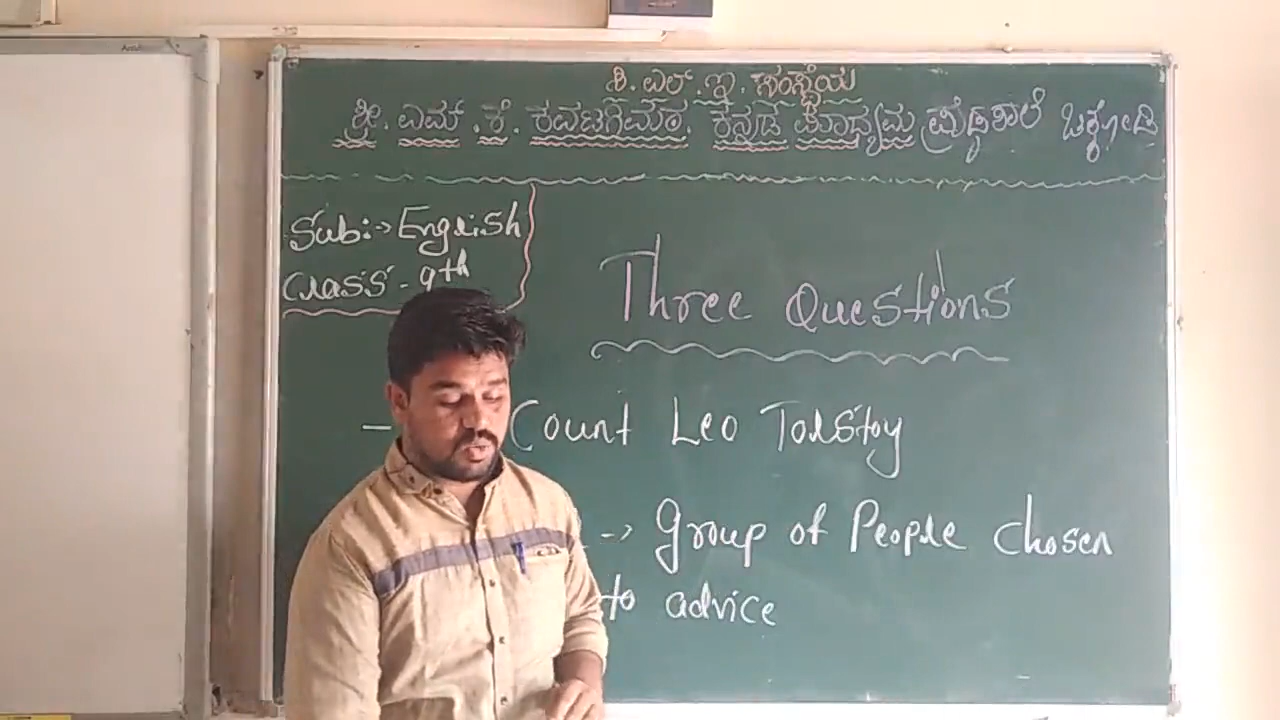 ಸಿ. ಎಲ್. ಇ. ಸಂಸ್ಥೆಯ
ಶ್ರೀ. ಎಮ್. ಕೆ. ಕವಟಗಿಮಠ. ಕನ್ನಡ ಮಾಧ್ಯಮ ಪ್ರೌಢಶಾಲೆ ಚಿಕ್ಕೋಡಿ
Sub:-> English
Class - 9th
Three Questions
- Count Leo Tolstoy
-> Group of People chosen
to advice